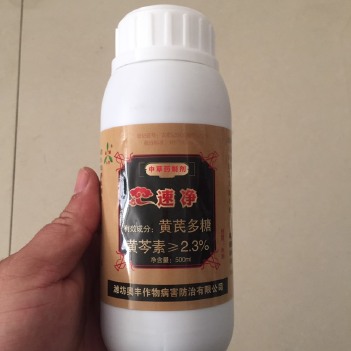 中草药制剂
速净
有效成分：黄芪多糖
黄芩素≥2.3%
净含量：500ml
潍坊奥丰作物病害防治有限公司